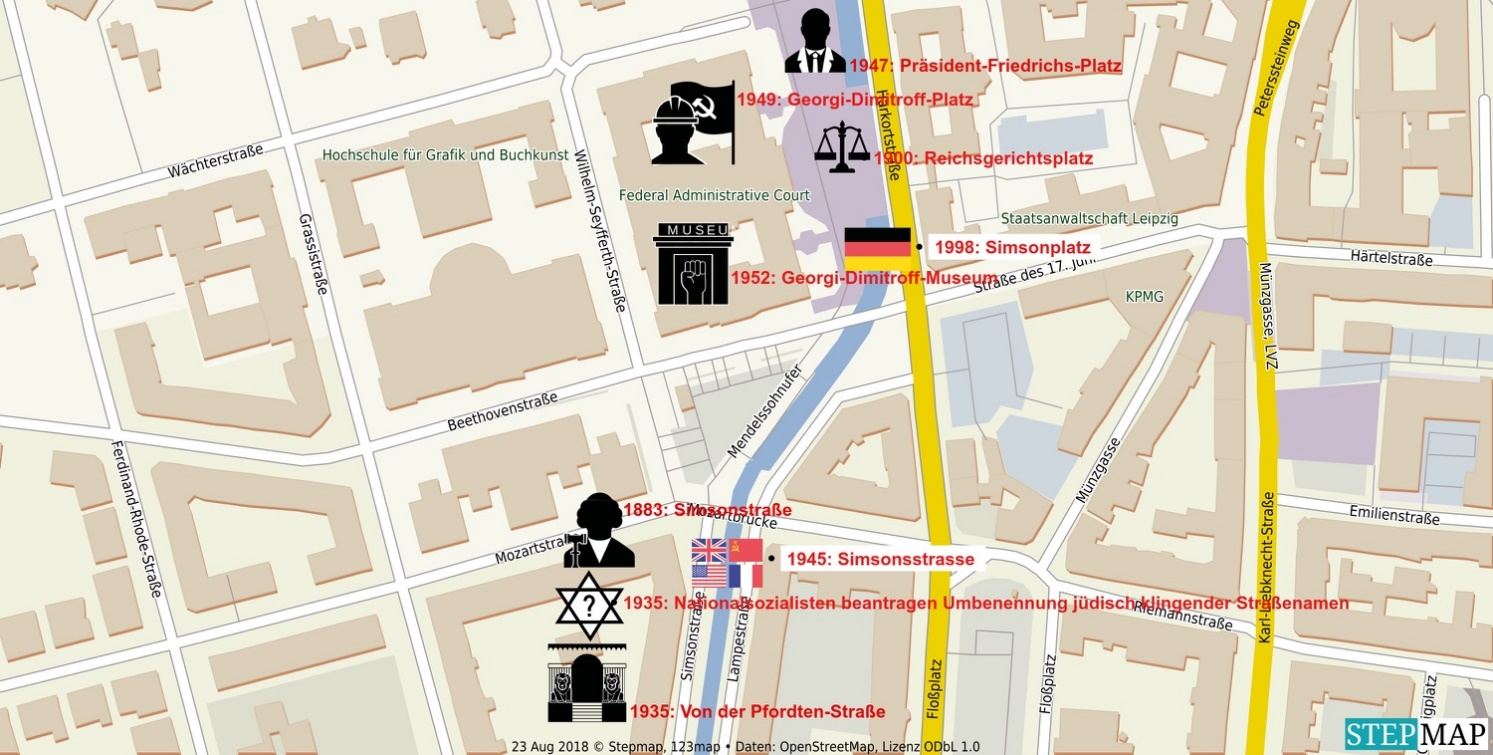 1947: Präsident-Friedrichs-Platz
1949: Georgi-Dimitroff-Platz
Harkortstraße
Peterssteinweg
Wächterstraße
Hochschule für Grafik und Buchkunst
1900: Reichsgerichtsplatz
Wilhelm-Seyfferth-Straße
Federal Administrative Court
Grassistraße
Staatsanwaltschaft Leipzig
MUSEU
1998: Simsonplatz
Härtelstraße
1952: Georgi-Dimitroff-Museum
Straße des 17. Juni
KPMG
Münzgasse, LVZ
Beethovenstraße
Mendelssohnufer
Ferdinand-Rhode-Straße
Münzgasse
1883: Simsonstraße
Mozartbrücke
Emilienstraße
Mozartstraße
1945: Simsonsstrasse
?
1935: Nationalsozialisten beantragen Umbenennung jüdisch klingender Straßenamen
Riemannstraße
Karl-Liebknecht-Straße
Simsonstraße
Lampestraße
Floßplatz
Floßplatz
1935: Von der Pfordten-Straße
STEPMAP
23 Aug 2018 © Stepmap, 123map • Daten: OpenStreetMap, Lizenz ODbL 1.0